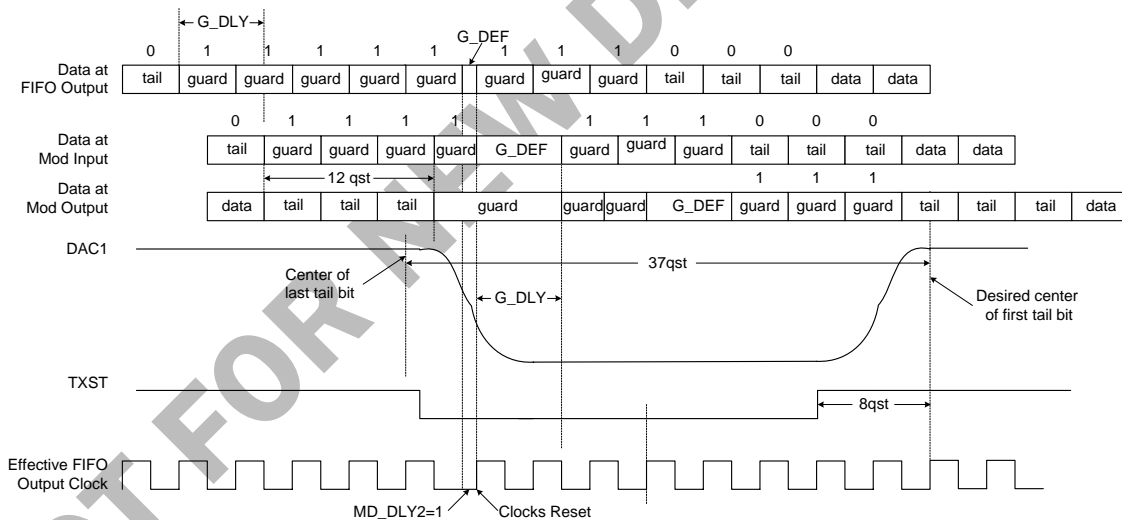 G_DLY
G_DEF
0 1 1 1 1 1 1 1 1 0 0 0
Data at
FIFO Output
tail guard guard guard guard guard guard guard guard tail tail tail data data
0 1 1 1 1 1 1 1 0 0 0
Data at
Mod Input
tail guard guard guard guard G_DEF guard guard guard tail tail tail data data
12 qst
1 1 1
Data at
Mod Output
data tail tail tail guard guard guard G_DEF guard guard guard tail tail tail data
DAC1
37qst
Center of
last tail bit
G_DLY
Desired center
of first tail bit
TXST
8qst
Effective FIFO
Output Clock
MD_DLY2=1
Clocks Reset
NOT FOR NEW D